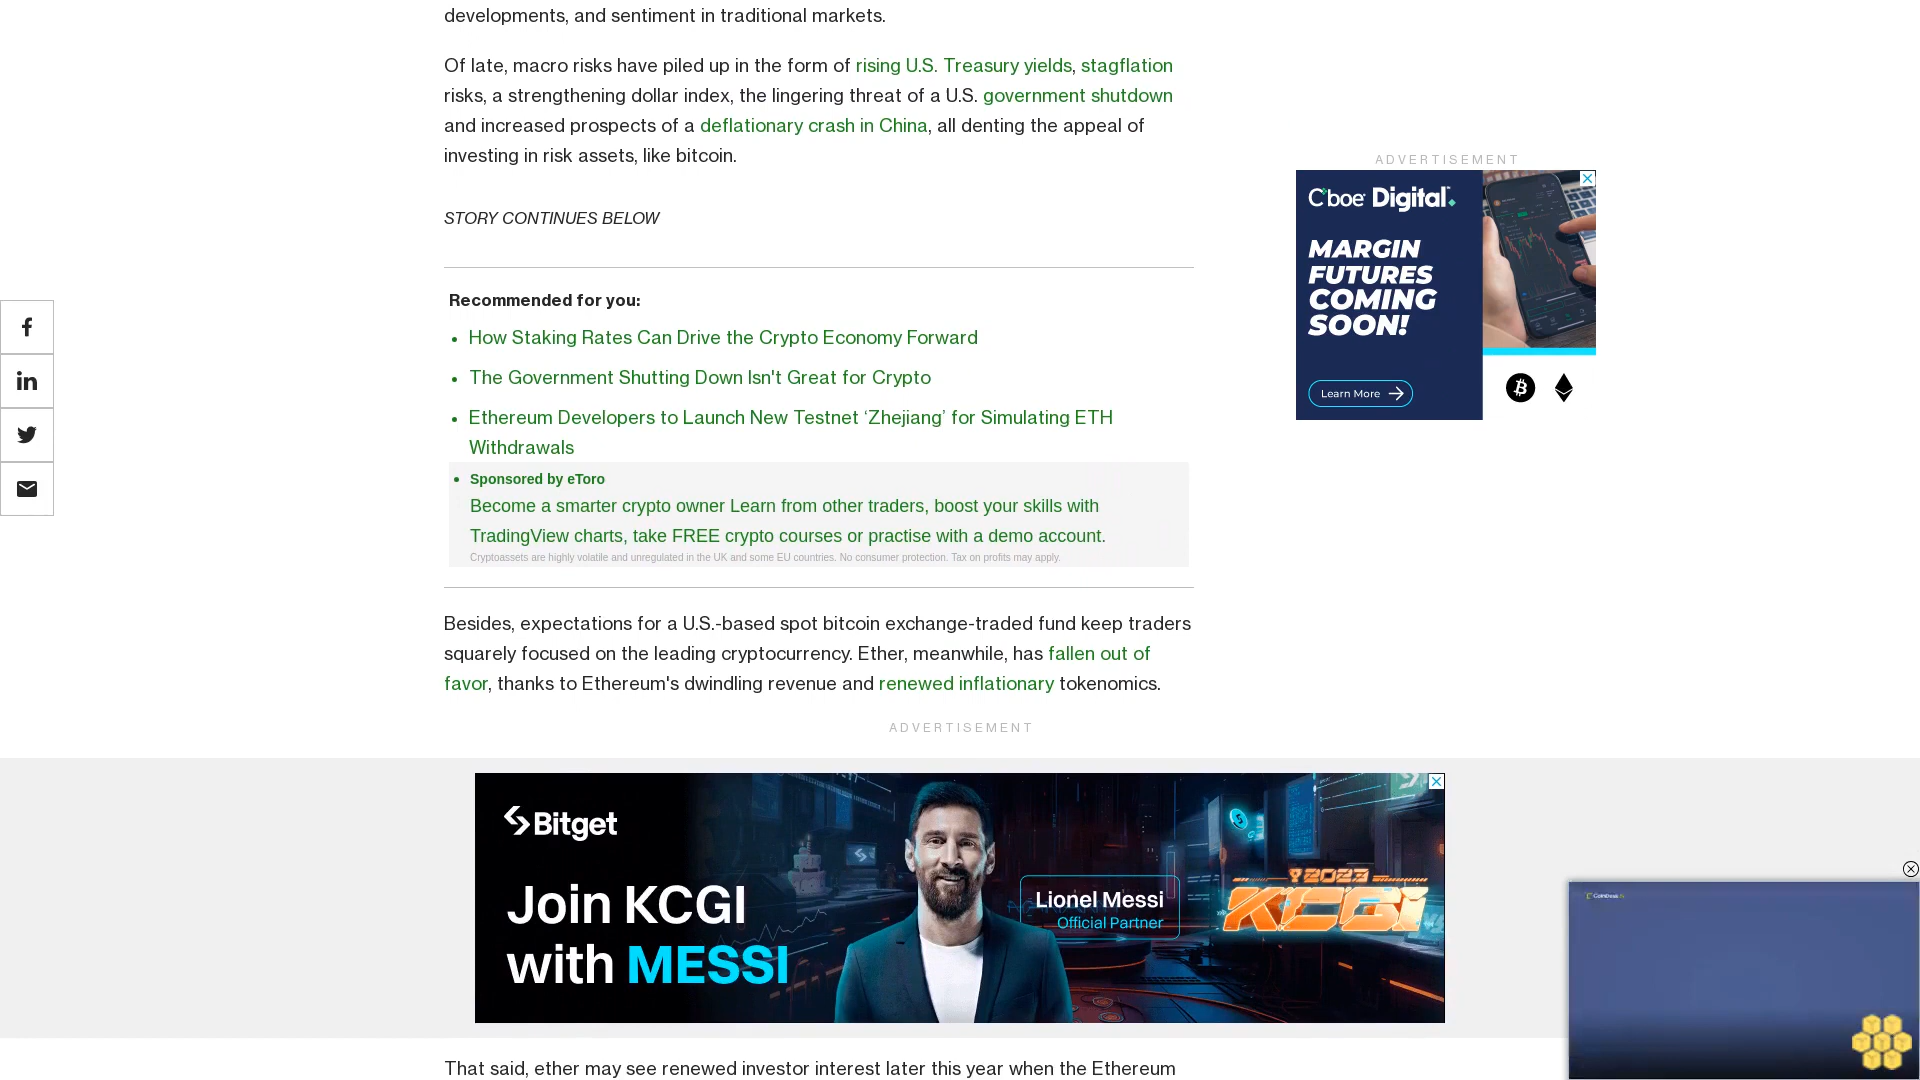 developments, and sentiment in traditional markets.
Of late, macro risks have piled up in the form of rising U.S. Treasury yields, stagflation
risks, a strengthening dollar index, the lingering threat of a U.S. government shutdown
and increased prospects of a deflationary crash in China, all denting the appeal of
investing in risk assets, like bitcoin.
STORY CONTINUES BELOW
Recommended for you:
• How Staking Rates Can Drive the Crypto Economy Forward
• The Government Shutting Down Isn't Great for Crypto
• Ethereum Developers to Launch New Testnet ‘Zhejiang’ for Simulating ETH
Withdrawals
• Sponsored by eToro
Become a smarter crypto owner Learn from other traders, boost your skills with
TradingView charts, take FREE crypto courses or practise with a demo account.
Cryptoassets are highly volatile and unregulated in the UK and some EU countries. No consumer protection. Tax on profits may apply.
Besides, expectations for a U.S.-based spot bitcoin exchange-traded fund keep traders
squarely focused on the leading cryptocurrency. Ether, meanwhile, has fallen out of
favor, thanks to Ethereum's dwindling revenue and renewed inflationary tokenomics.
ADVERTISEMENT
Cboe Digital
MARGIN
FUTURES
COMING
SOON!
Learn More
ADVERTISEMENT
Bitget
Join KCGI
with MESSI
Lionel Messi
Official Partner
2023
KCGI
CoinDesk
That said, ether may see renewed investor interest later this year when the Ethereum